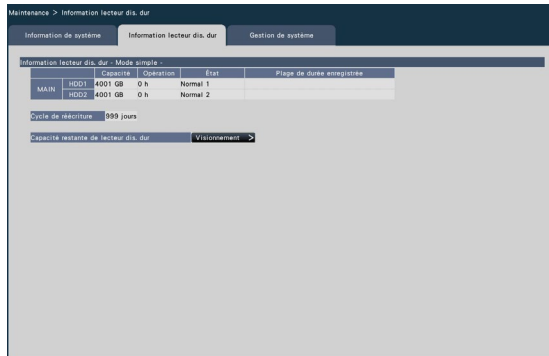 Maintenance > Information lecteur dis. dur
Information de système Information lecteur dis. dur Gestion de système
Information lecteur dis. dur - Mode simple -
Capacité Opération État Plage de durée enregistrée
MAIN HDD1 4001 GB 0 h Normal 1
HDD2 4001 GB 0 h Normal 2
Cycle de réécriture 999 jours
Capacité restante de lecteur dis. dur Visionnement >